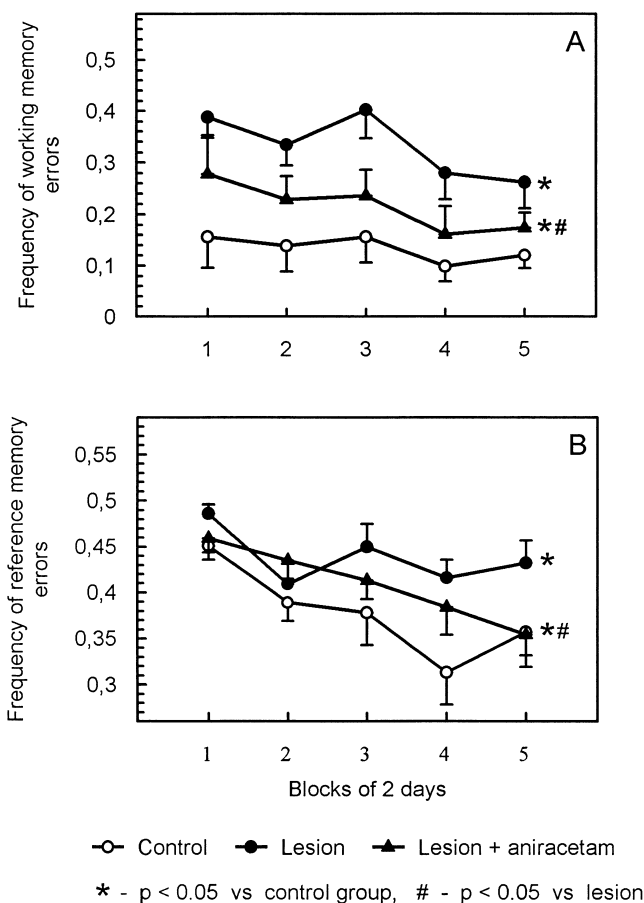 A
Frequency of working memory
errors
0,5
0,4
0,3
0,2
0,1
0
*
*#
1 2 3 4 5
B
Frequency of reference memory
errors
0,55
0,5
0,45
0,4
0,35
0,3
*
*#
1 2 3 4 5
Blocks of 2 days
Control Lesion Lesion + aniracetam
* - p < 0.05 vs control group, # - p < 0.05 vs lesion